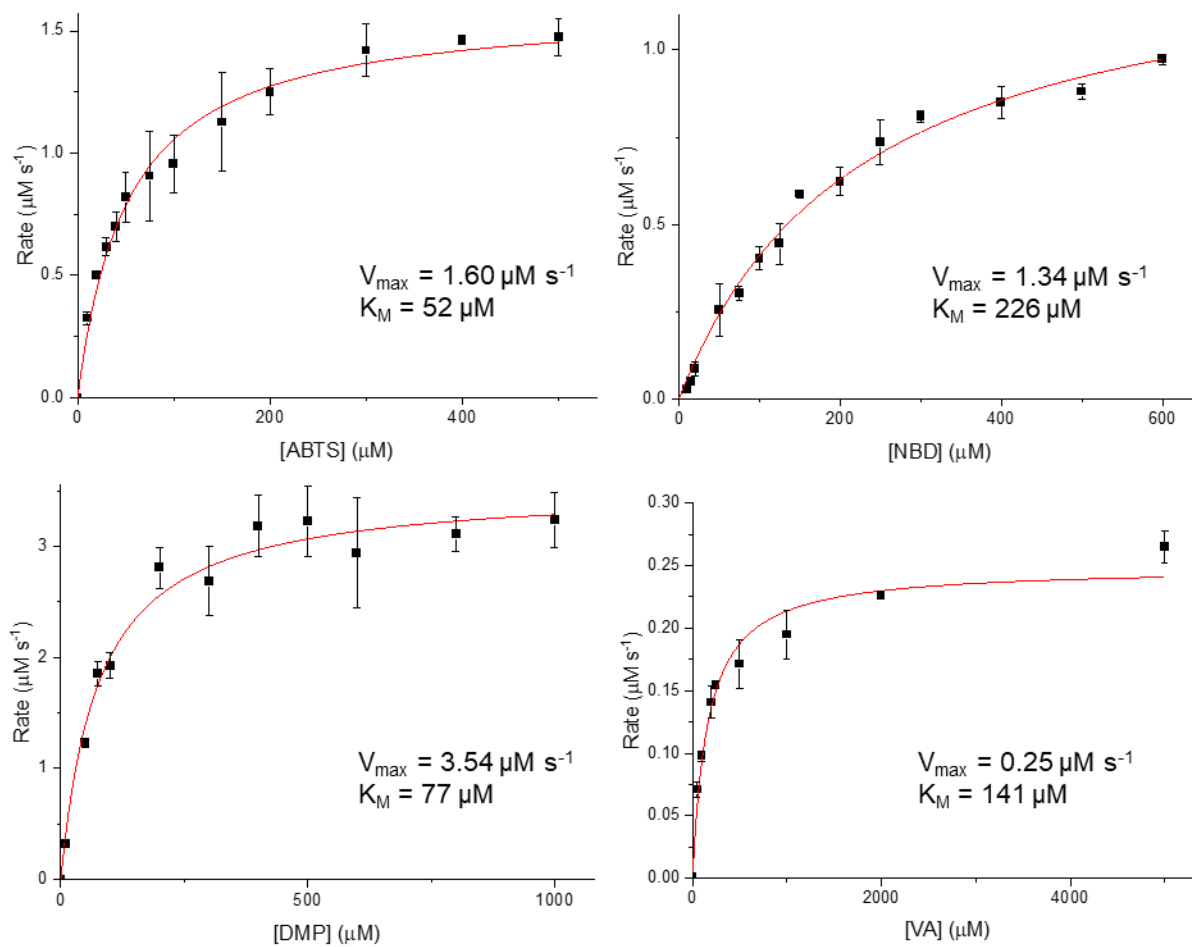 1.5
1.0
0.5
0.0
Rate (μM s⁻¹)
Vmax = 1.60 µM s⁻¹
KM = 52 µM
0
200
400
[ABTS] (μM)
1.0
0.5
0.0
Rate (μM s⁻¹)
Vmax = 1.34 µM s⁻¹
KM = 226 µM
0
200
400
600
[NBD] (μM)
3
2
1
0
Rate (μM s⁻¹)
Vmax = 3.54 µM s⁻¹
KM = 77 µM
0
500
1000
[DMP] (μM)
0.30
0.25
0.20
0.15
0.10
0.05
0.00
Rate (μM s⁻¹)
Vmax = 0.25 µM s⁻¹
KM = 141 µM
0
2000
4000
[VA] (μM)